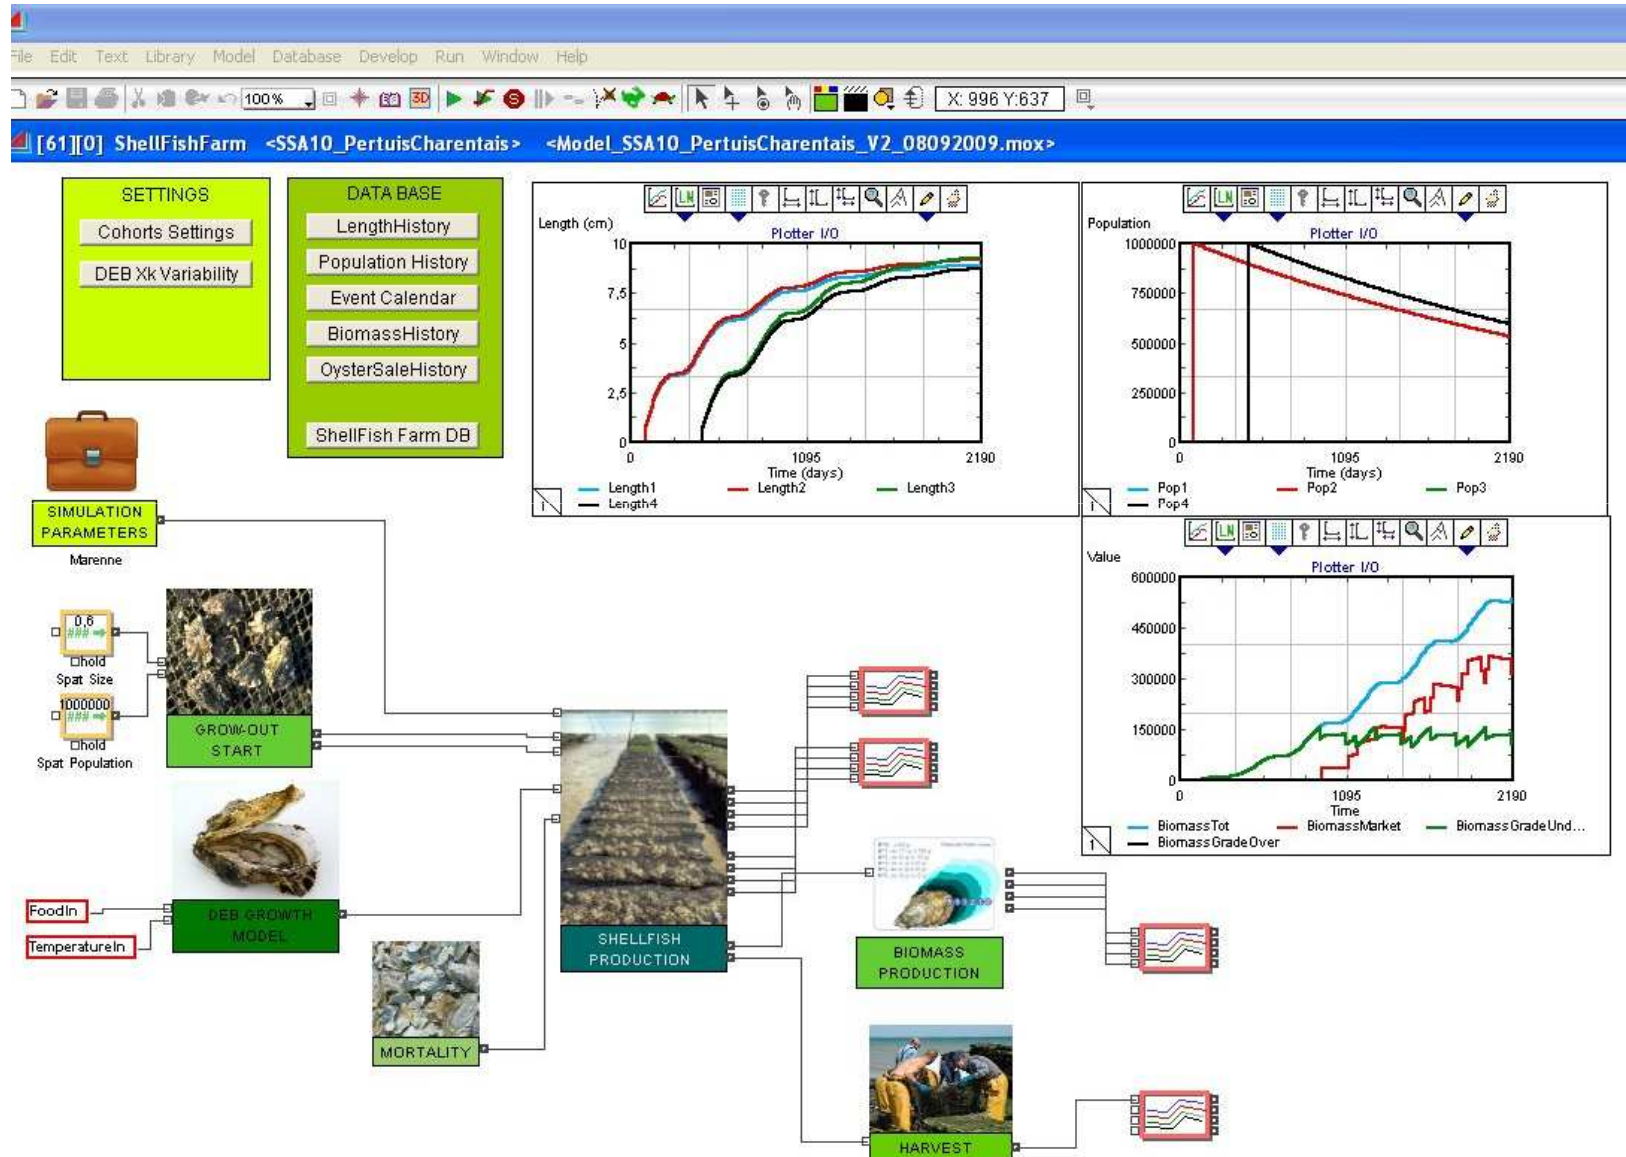 File Edit Text Library Model Database Develop Run Window Help
100% 3D S X: 996 Y:637
[61][0] ShellFishFarm <SSA10_PertuisCharentais> <Model_SSA10_PertuisCharentais_V2_08092009.mox>
SETTINGS
Cohorts Settings
DEB Xk Variability
DATA BASE
LengthHistory
Population History
Event Calendar
BiomassHistory
OysterSaleHistory
ShellFish Farm DB
Length (cm)
Plotter I/O
10
7,5
5
2,5
0
0 1095 2190
Time (days)
Length1 Length2 Length3
Length4
Population
Plotter I/O
1000000
750000
500000
250000
0
0 1095 2190
Time (days)
Pop1 Pop2 Pop3
Pop4
Value
Plotter I/O
600000
450000
300000
150000
0
0 1095 2190
Time
BiomassTot BiomassMarket BiomassGradeUnd...
BiomassGradeOver
SIMULATION
PARAMETERS
Marenne
0,6
###
hold
Spat Size
1000000
###
hold
Spat Population
GROW-OUT
START
FoodIn
TemperatureIn
DEB GROWTH
MODEL
MORTALITY
SHELLFISH
PRODUCTION
BIOMASS
PRODUCTION
HARVEST